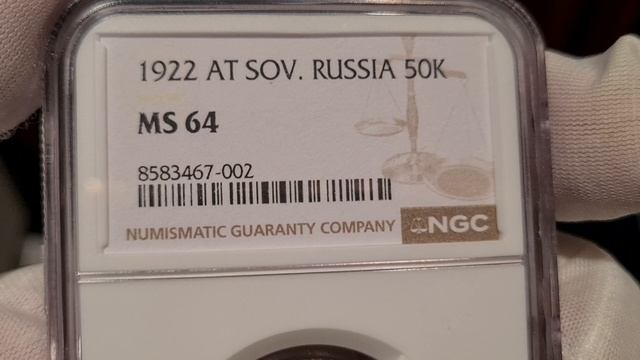 1922 AT SOV. RUSSIA 50K
MS 64
8583467-002
NUMISMATIC GUARANTY COMPANY NGC